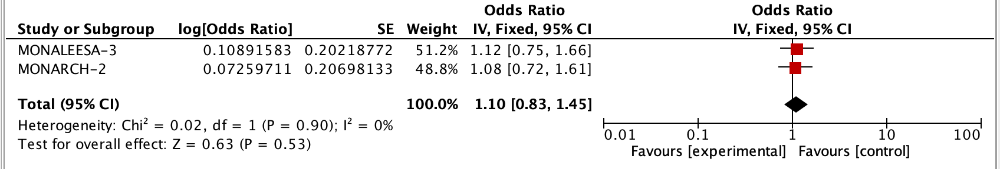 Odds Ratio Odds Ratio
Study or Subgroup log[Odds Ratio] SE Weight IV, Fixed, 95% CI IV, Fixed, 95% CI
MONALEESA-3 0.10891583 0.20218772 51.2% 1.12 [0.75, 1.66]
MONARCH-2 0.07259711 0.20698133 48.8% 1.08 [0.72, 1.61]
Total (95% CI) 100.0% 1.10 [0.83, 1.45]
Heterogeneity: Chi² = 0.02, df = 1 (P = 0.90); I² = 0%
Test for overall effect: Z = 0.63 (P = 0.53)
0.01 0.1 1 10 100
Favours [experimental] Favours [control]